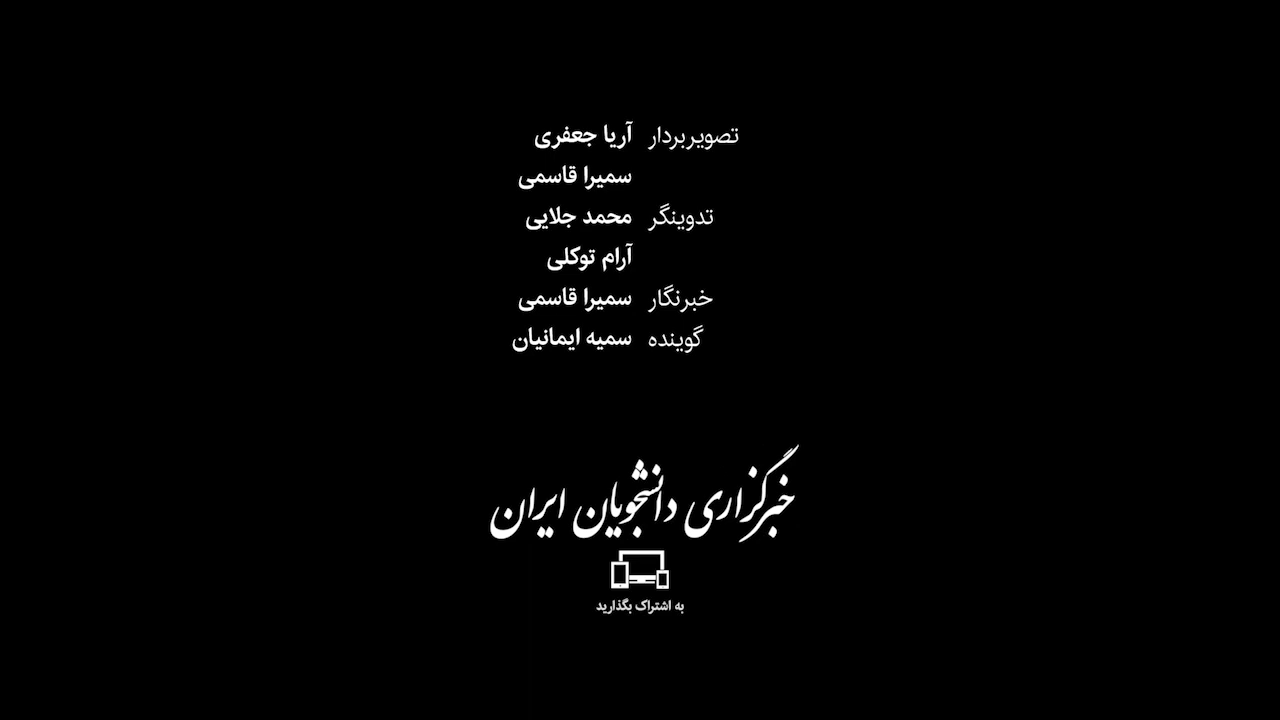 تصویربردار آریا جعفری
سمیرا قاسمی
تدوینگر محمد جلایی
آرام توکلی
خبرنگار سمیرا قاسمی
گوینده سمیه ایمانیان
خبرگزاری دانشجویان ایران
به اشتراک بگذارید